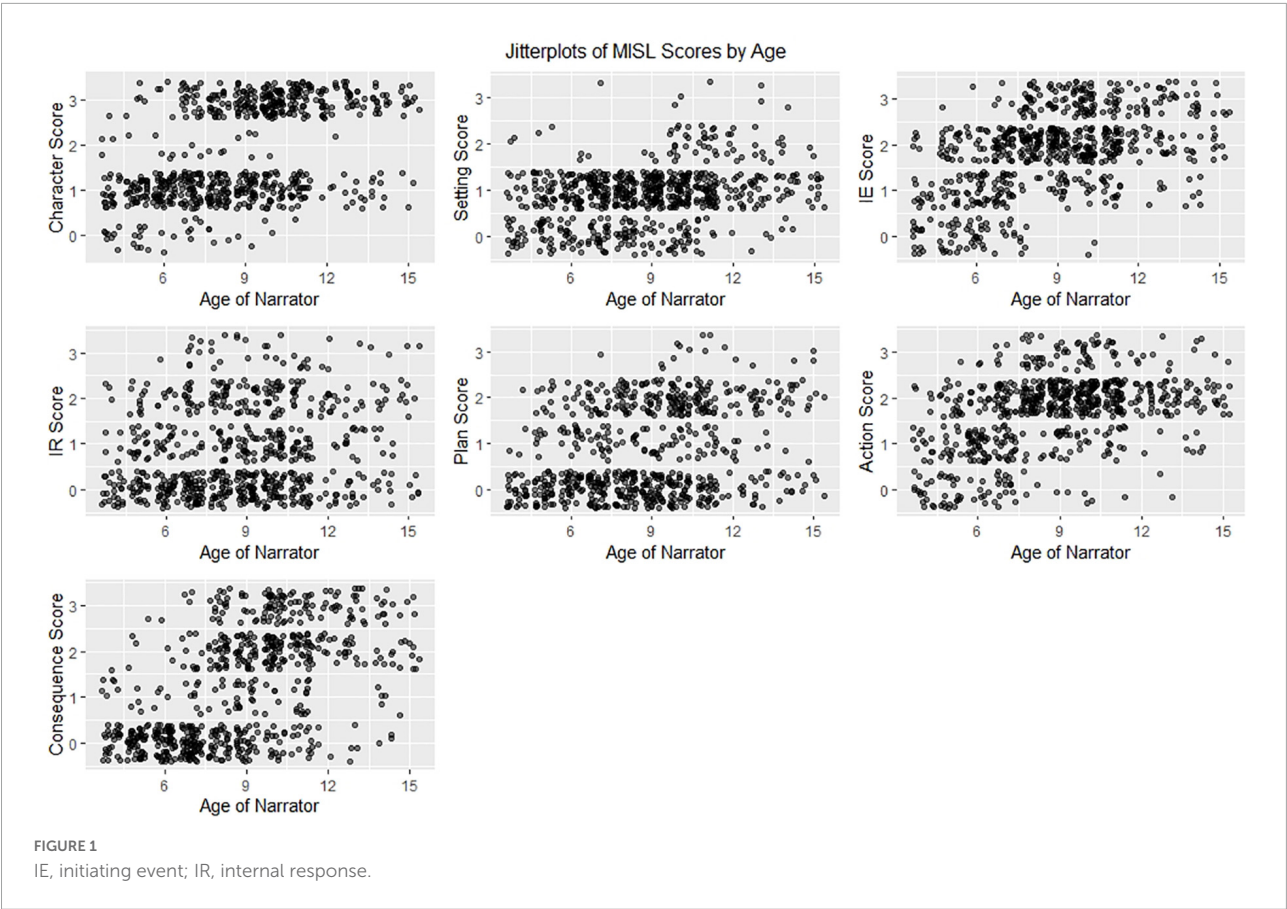 Jitterplots of MISL Scores by Age
Character Score
3
2
1
0
6 9 12 15
Age of Narrator
Setting Score
3
2
1
0
6 9 12 15
Age of Narrator
IE Score
3
2
1
0
6 9 12 15
Age of Narrator
IR Score
3
2
1
0
6 9 12 15
Age of Narrator
Plan Score
3
2
1
0
6 9 12 15
Age of Narrator
Action Score
3
2
1
0
6 9 12 15
Age of Narrator
Consequence Score
3
2
1
0
6 9 12 15
Age of Narrator
FIGURE 1
IE, initiating event; IR, internal response.